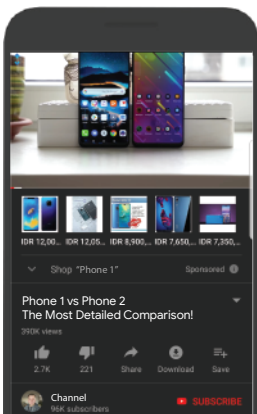 IDR 12,00... IDR 12,05... IDR 8,900,... IDR 7,650,... IDR 7,350,...
Shop "Phone 1" Sponsored
Phone 1 vs Phone 2
The Most Detailed Comparison!
390K views
2.7K 221 Share Download Save
Channel SUBSCRIBE
96K subscribers